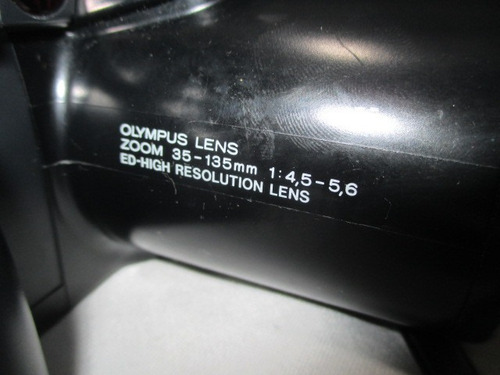 OLYMPUS LENS
ZOOM 35-135mm 1:4,5-5,6
ED-HIGH RESOLUTION LENS